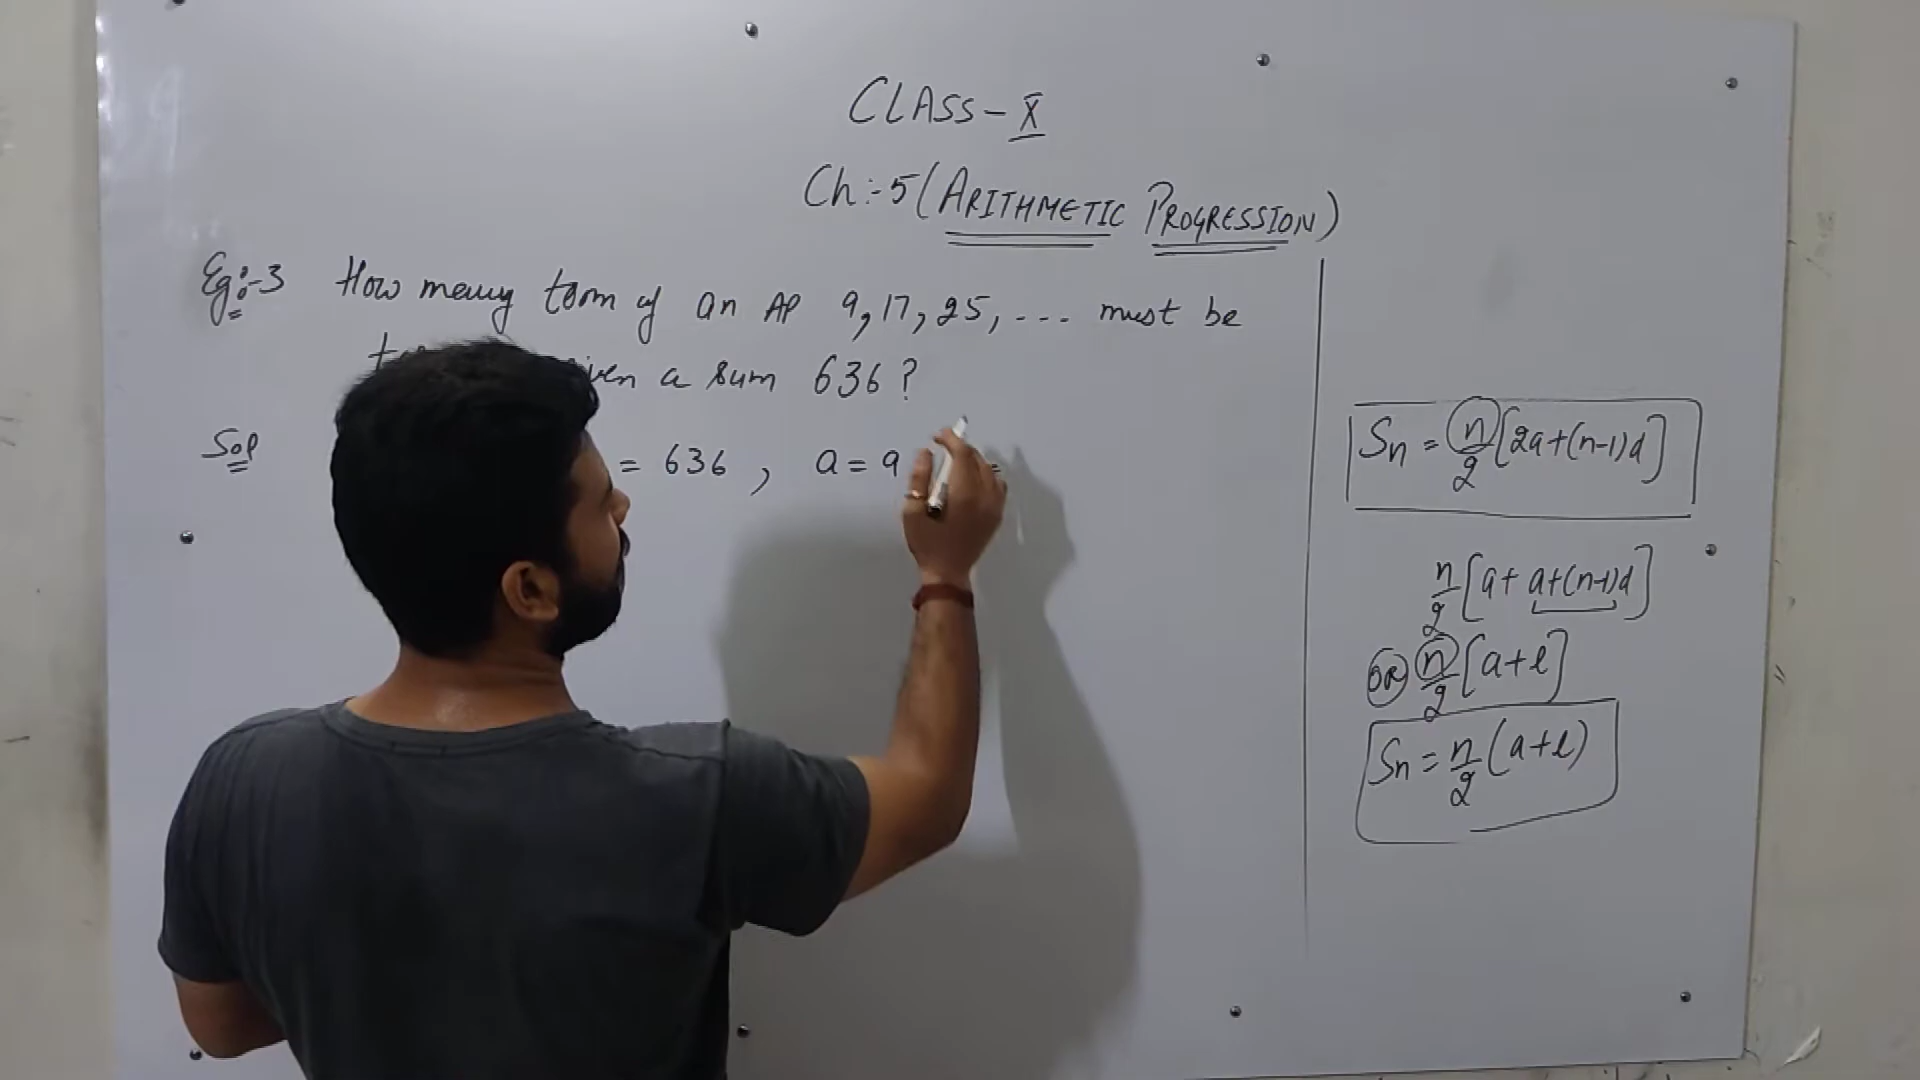 CLASS - X
Ch:- 5 (ARITHMETIC PROGRESSION)
Eg:-3 How many term of an AP 9, 17, 25, ... must be
a sum 636 ?
Sol = 636 , a = 9 =
Sn = n/2 [2a+(n-1)d]
n/2 [a+ a+(n-1)d]
OR n/2 [a+l]
Sn = n/2 (a+l)